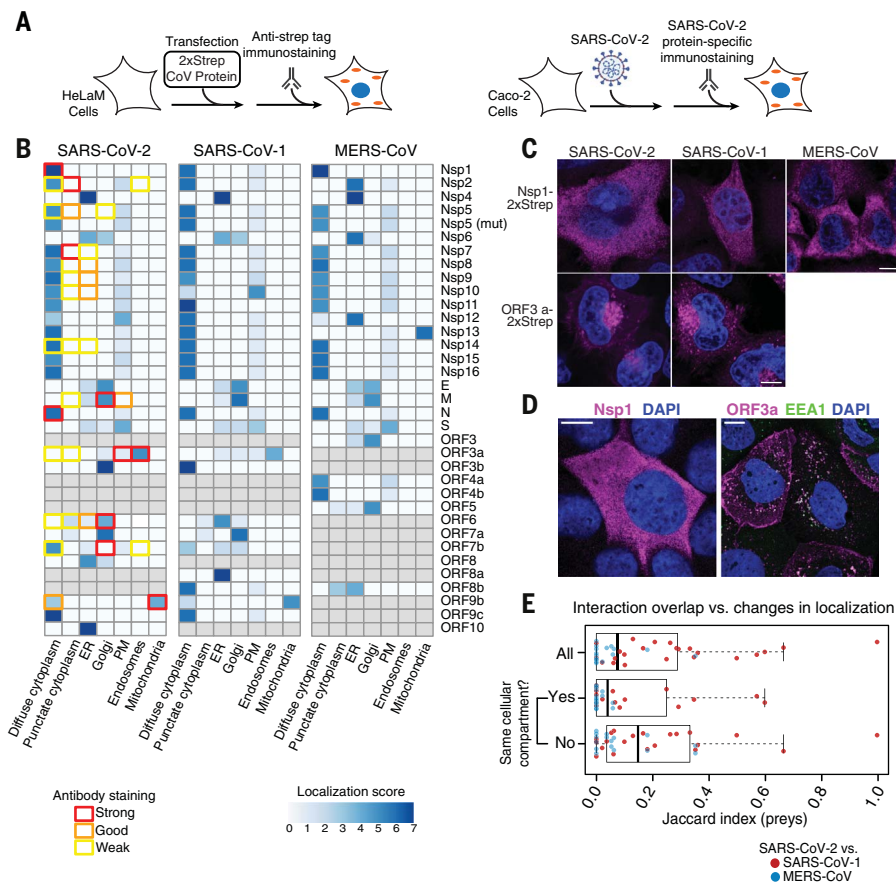 A
Transfection
2xStrep
CoV Protein
Anti-strep tag
immunostaining
HeLaM
Cells
SARS-CoV-2
SARS-CoV-2
protein-specific
immunostaining
Caco-2
Cells
B
SARS-CoV-2
SARS-CoV-1
MERS-CoV
Nsp1
Nsp2
Nsp4
Nsp5
Nsp5 (mut)
Nsp6
Nsp7
Nsp8
Nsp9
Nsp10
Nsp11
Nsp12
Nsp13
Nsp14
Nsp15
Nsp16
E
M
N
S
ORF3
ORF3a
ORF3b
ORF4a
ORF4b
ORF5
ORF6
ORF7a
ORF7b
ORF8
ORF8a
ORF8b
ORF9b
ORF9c
ORF10
Diffuse cytoplasm
Punctate cytoplasm
ER
Golgi
PM
Endosomes
Mitochondria
Diffuse cytoplasm
Punctate cytoplasm
ER
Golgi
PM
Endosomes
Mitochondria
Diffuse cytoplasm
Punctate cytoplasm
ER
Golgi
PM
Endosomes
Mitochondria
Antibody staining
Strong
Good
Weak
Localization score
0 1 2 3 4 5 6 7
C
SARS-CoV-2
SARS-CoV-1
MERS-CoV
Nsp1-
2xStrep
ORF3 a-
2xStrep
D
Nsp1 DAPI
ORF3a EEA1 DAPI
E
Interaction overlap vs. changes in localization
All
Yes
No
Same cellular
compartment?
0.0 0.2 0.4 0.6 0.8 1.0
Jaccard index (preys)
SARS-CoV-2 vs.
SARS-CoV-1
MERS-CoV